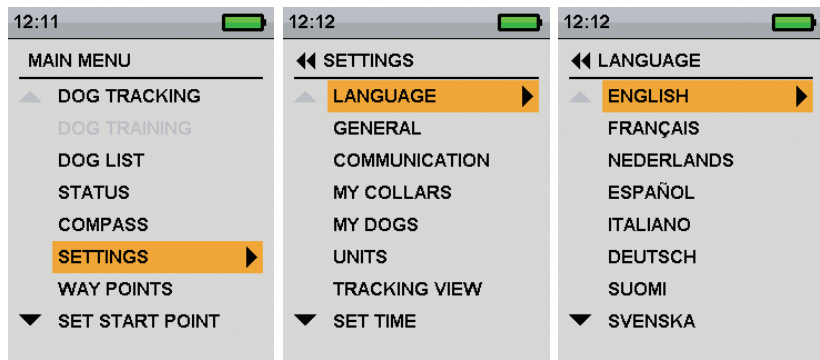 12:11
MAIN MENU
DOG TRACKING
DOG TRAINING
DOG LIST
STATUS
COMPASS
SETTINGS
WAY POINTS
SET START POINT
12:12
SETTINGS
LANGUAGE
GENERAL
COMMUNICATION
MY COLLARS
MY DOGS
UNITS
TRACKING VIEW
SET TIME
12:12
LANGUAGE
ENGLISH
FRANÇAIS
NEDERLANDS
ESPAÑOL
ITALIANO
DEUTSCH
SUOMI
SVENSKA